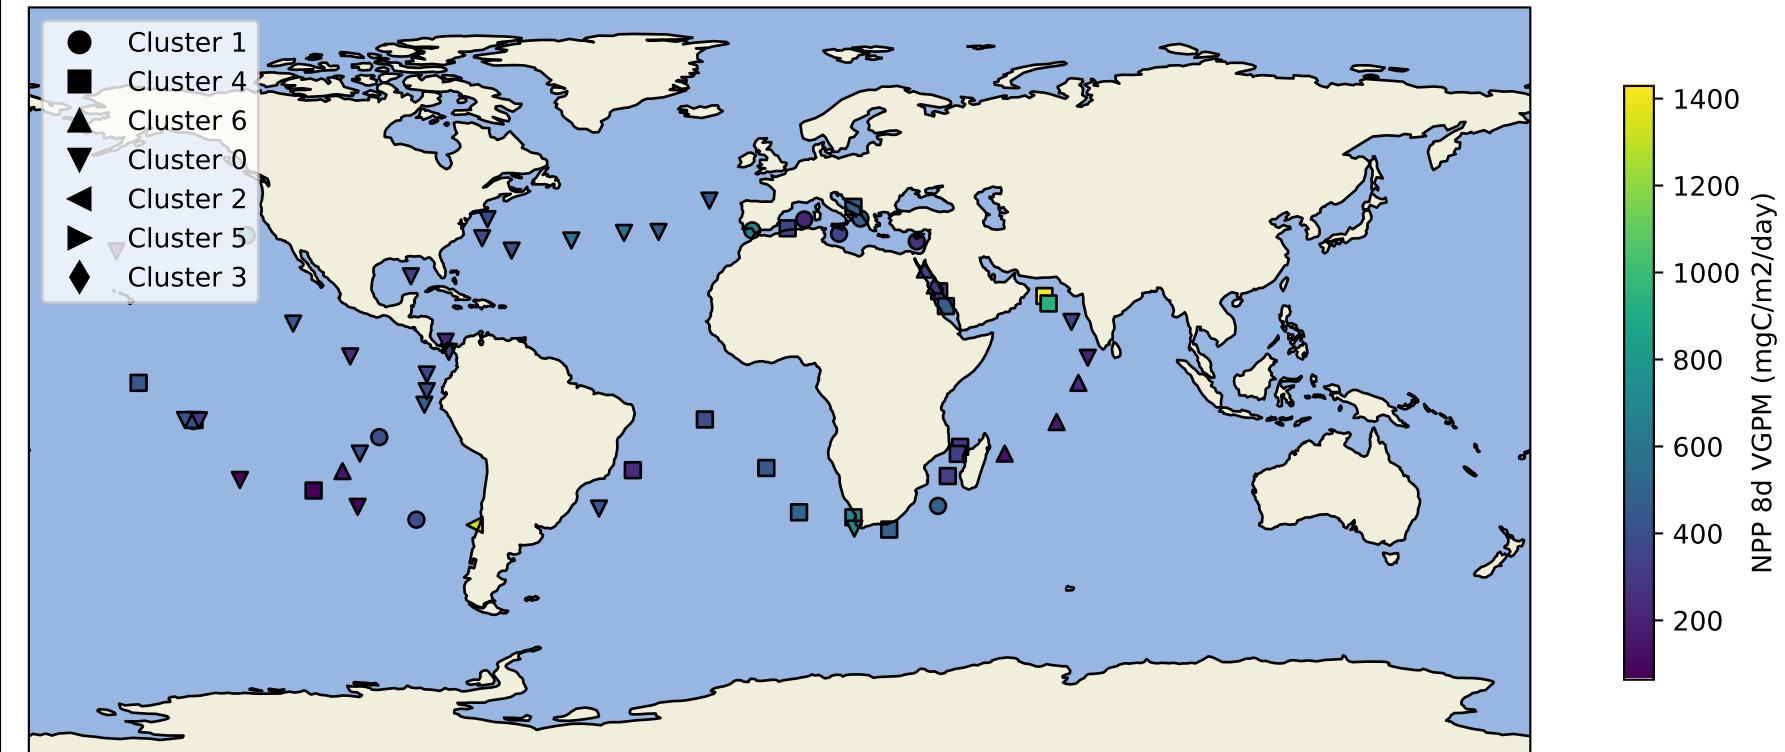 Cluster 1
Cluster 4
Cluster 6
Cluster 0
Cluster 2
Cluster 5
Cluster 3
1400
1200
1000
800
600
400
200
NPP 8d VGPM (mgC/m2/day)